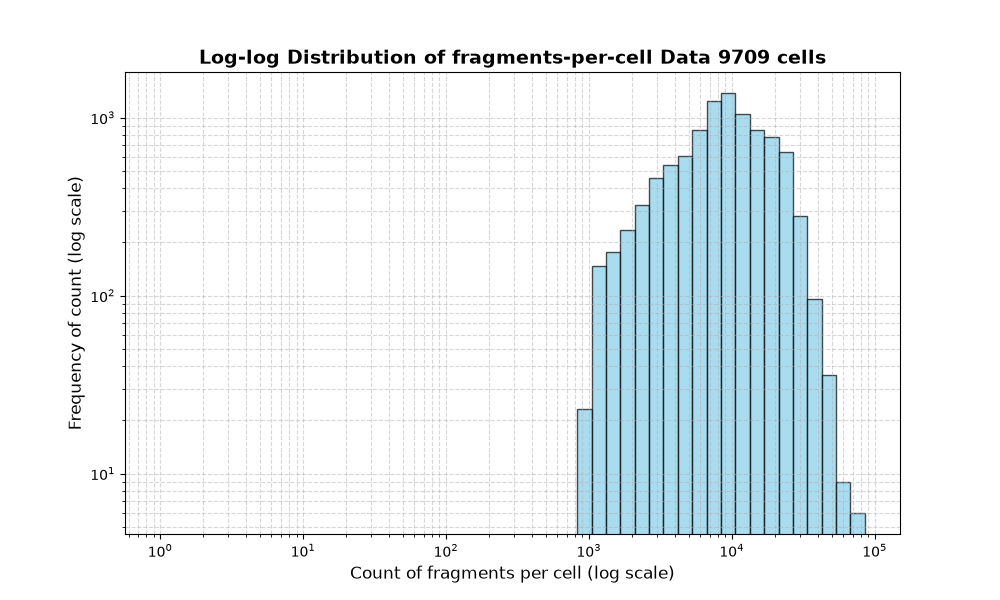 Log-log Distribution of fragments-per-cell Data 9709 cells
Frequency of count (log scale)
10³
10²
10¹
10⁰ 10¹ 10² 10³ 10⁴ 10⁵
Count of fragments per cell (log scale)